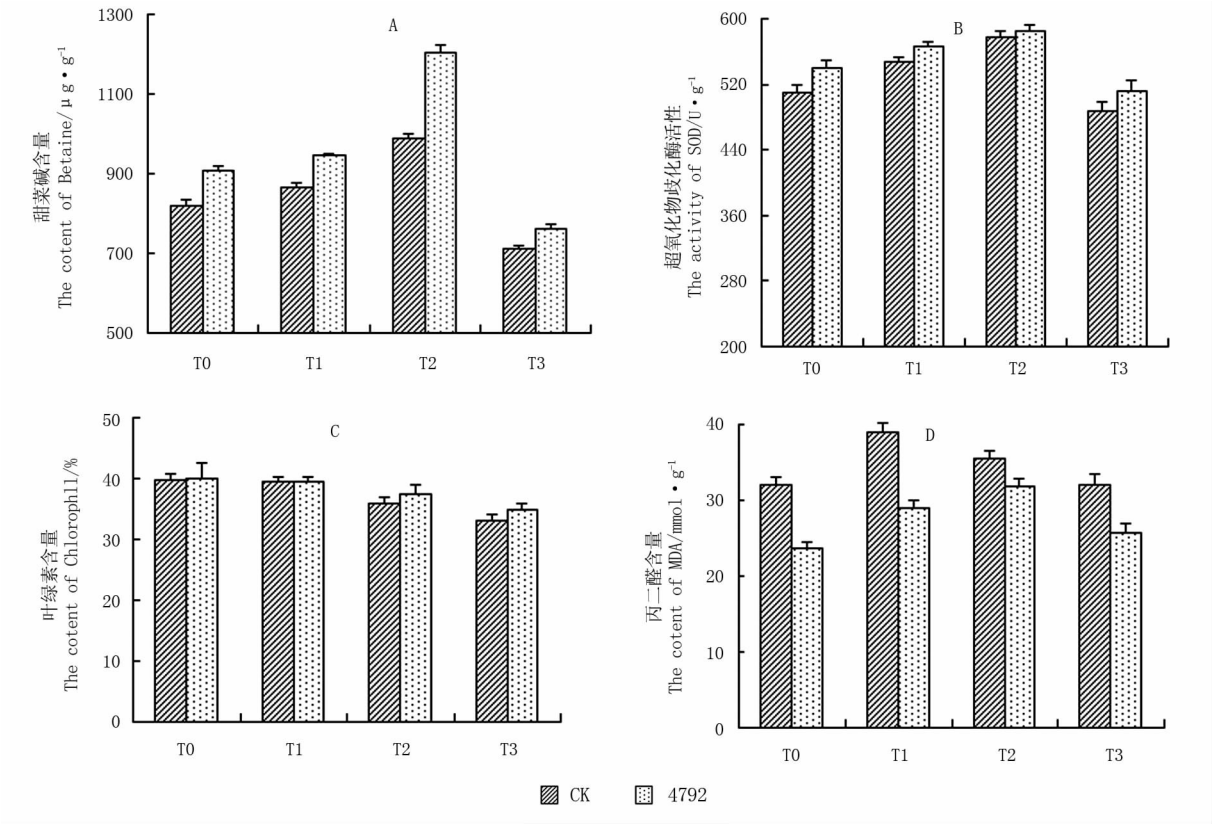 A
甜菜碱含量
The cotent of Betaine/μg·g⁻¹
1300
1100
900
700
500
T0 T1 T2 T3
B
超氧化物歧化酶活性
The activity of SOD/U·g⁻¹
600
520
440
360
280
200
T0 T1 T2 T3
C
叶绿素含量
The cotent of Chlorophll/%
50
40
30
20
10
0
T0 T1 T2 T3
D
丙二醛含量
The cotent of MDA/mmol·g⁻¹
40
30
20
10
0
T0 T1 T2 T3
CK 4792